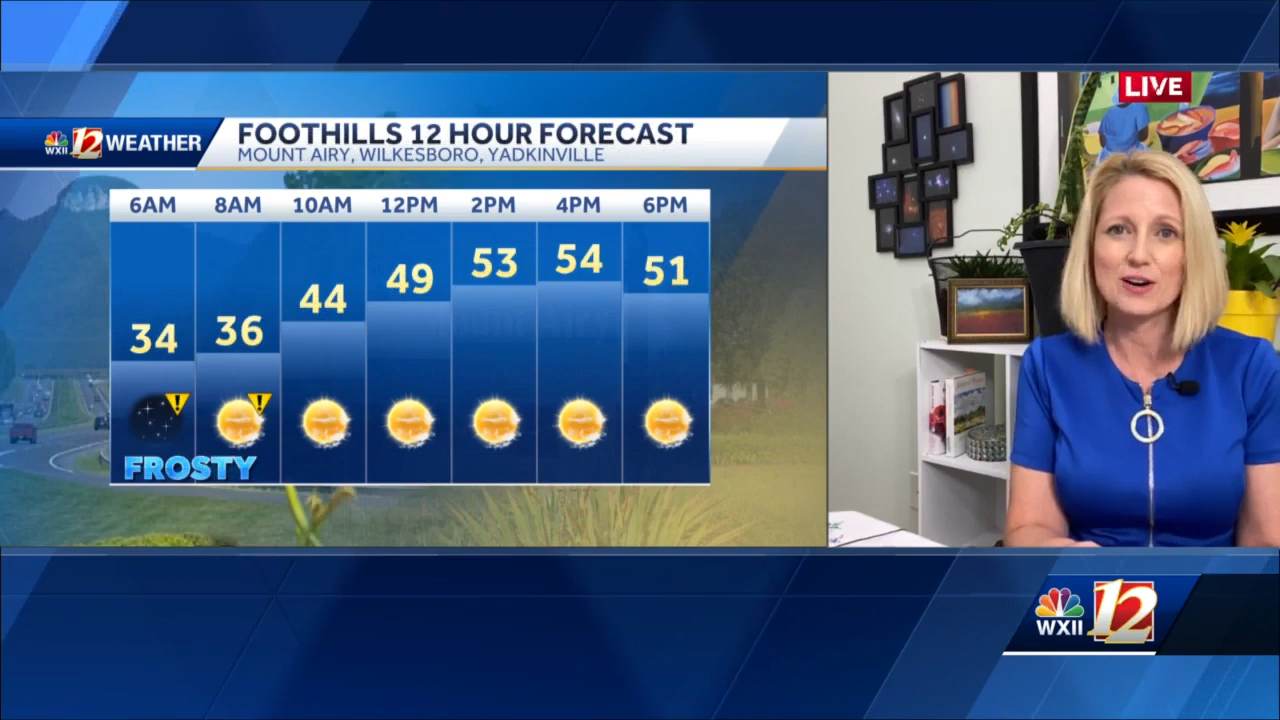 LIVE
WXII 12 WEATHER
FOOTHILLS 12 HOUR FORECAST
MOUNT AIRY, WILKESBORO, YADKINVILLE
6AM 8AM 10AM 12PM 2PM 4PM 6PM
34 36 44 49 53 54 51
! !
FROSTY
WXII 12